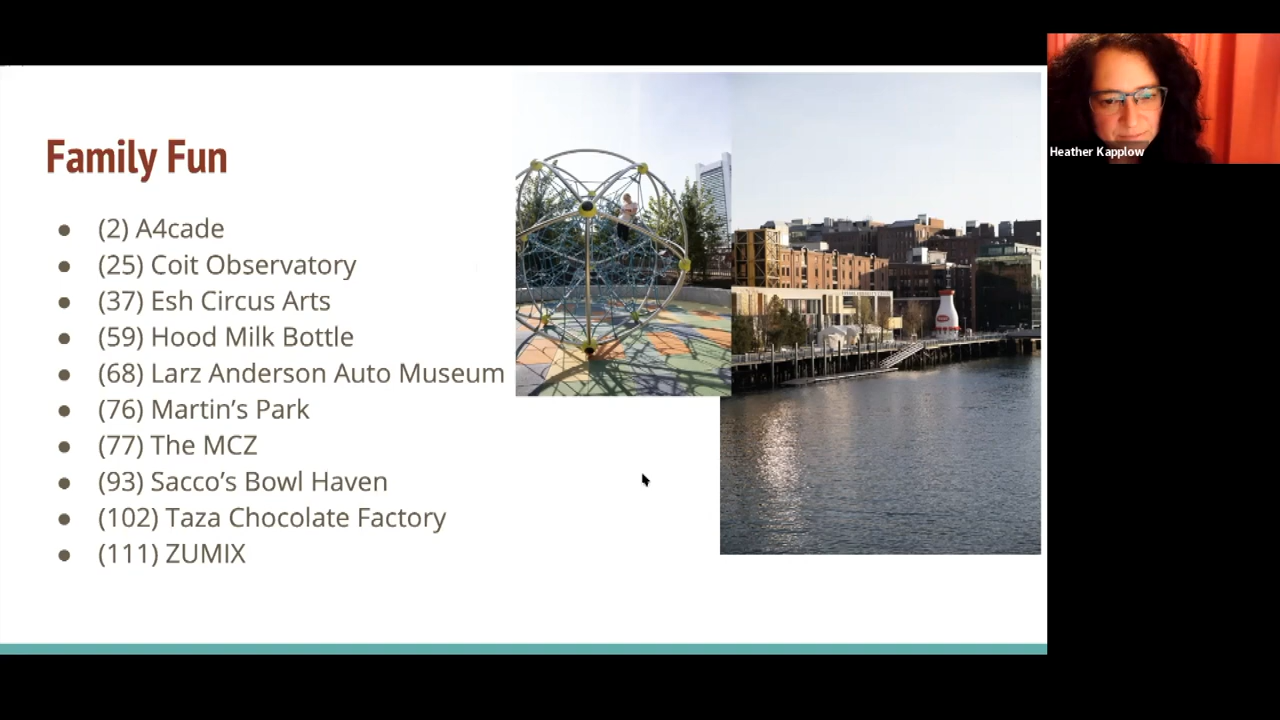 Family Fun
● (2) A4cade
● (25) Coit Observatory
● (37) Esh Circus Arts
● (59) Hood Milk Bottle
● (68) Larz Anderson Auto Museum
● (76) Martin’s Park
● (77) The MCZ
● (93) Sacco’s Bowl Haven
● (102) Taza Chocolate Factory
● (111) ZUMIX
Heather Kapplow